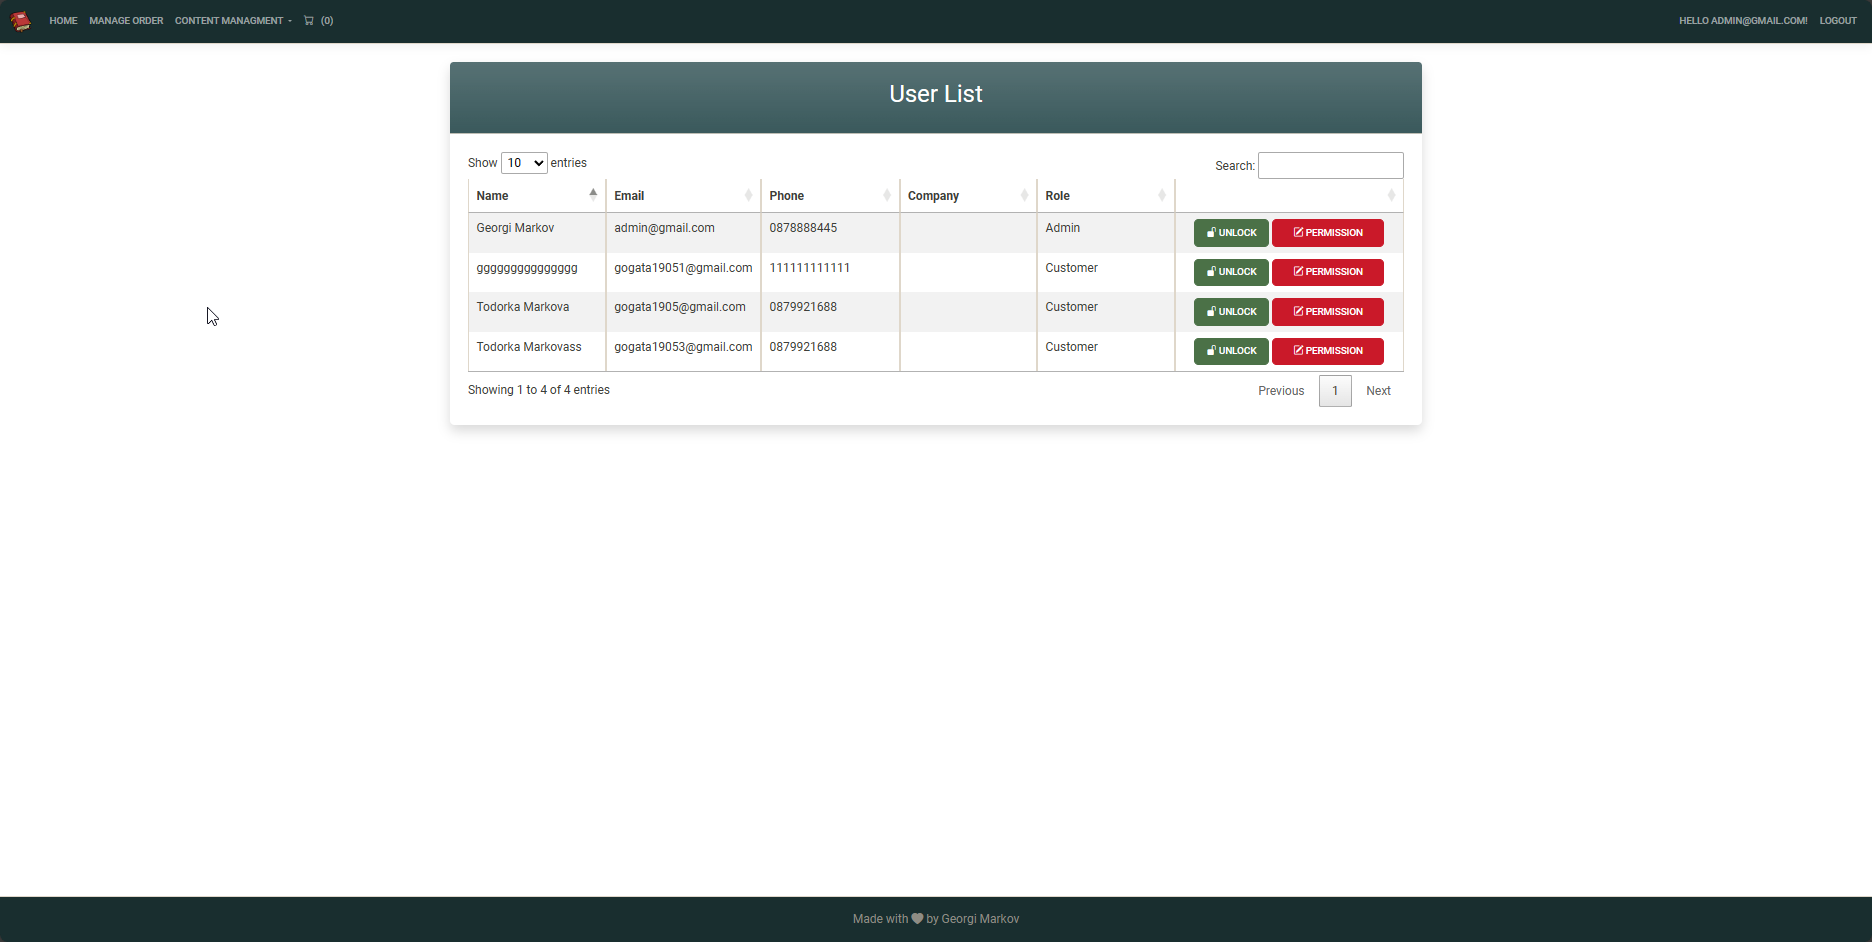 HOME MANAGE ORDER CONTENT MANAGMENT (0) HELLO ADMIN@GMAIL.COM! LOGOUT
User List
Show 10 entries Search:
Name Email Phone Company Role
Georgi Markov admin@gmail.com 0878888445 Admin UNLOCK PERMISSION
ggggggggggggggg gogata19051@gmail.com 111111111111 Customer UNLOCK PERMISSION
Todorka Markova gogata1905@gmail.com 0879921688 Customer UNLOCK PERMISSION
Todorka Markovass gogata19053@gmail.com 0879921688 Customer UNLOCK PERMISSION
Showing 1 to 4 of 4 entries Previous 1 Next
Made with by Georgi Markov